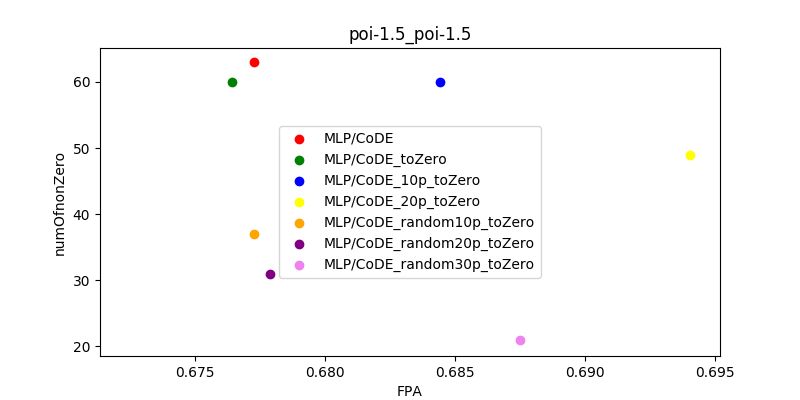 poi-1.5_poi-1.5
numOfnonZero
60
50
40
30
20
MLP/CoDE
MLP/CoDE_toZero
MLP/CoDE_10p_toZero
MLP/CoDE_20p_toZero
MLP/CoDE_random10p_toZero
MLP/CoDE_random20p_toZero
MLP/CoDE_random30p_toZero
0.675 0.680 0.685 0.690 0.695
FPA